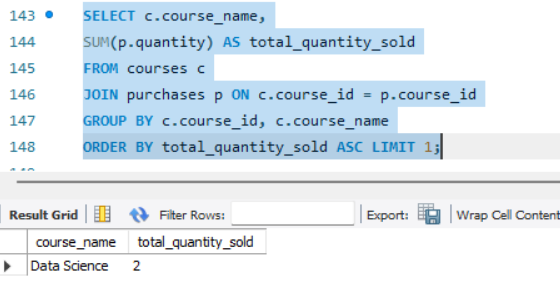 143 SELECT c.course_name,
144 SUM(p.quantity) AS total_quantity_sold
145 FROM courses c
146 JOIN purchases p ON c.course_id = p.course_id
147 GROUP BY c.course_id, c.course_name
148 ORDER BY total_quantity_sold ASC LIMIT 1;
Result Grid Filter Rows: Export: Wrap Cell Content
course_name total_quantity_sold
Data Science 2